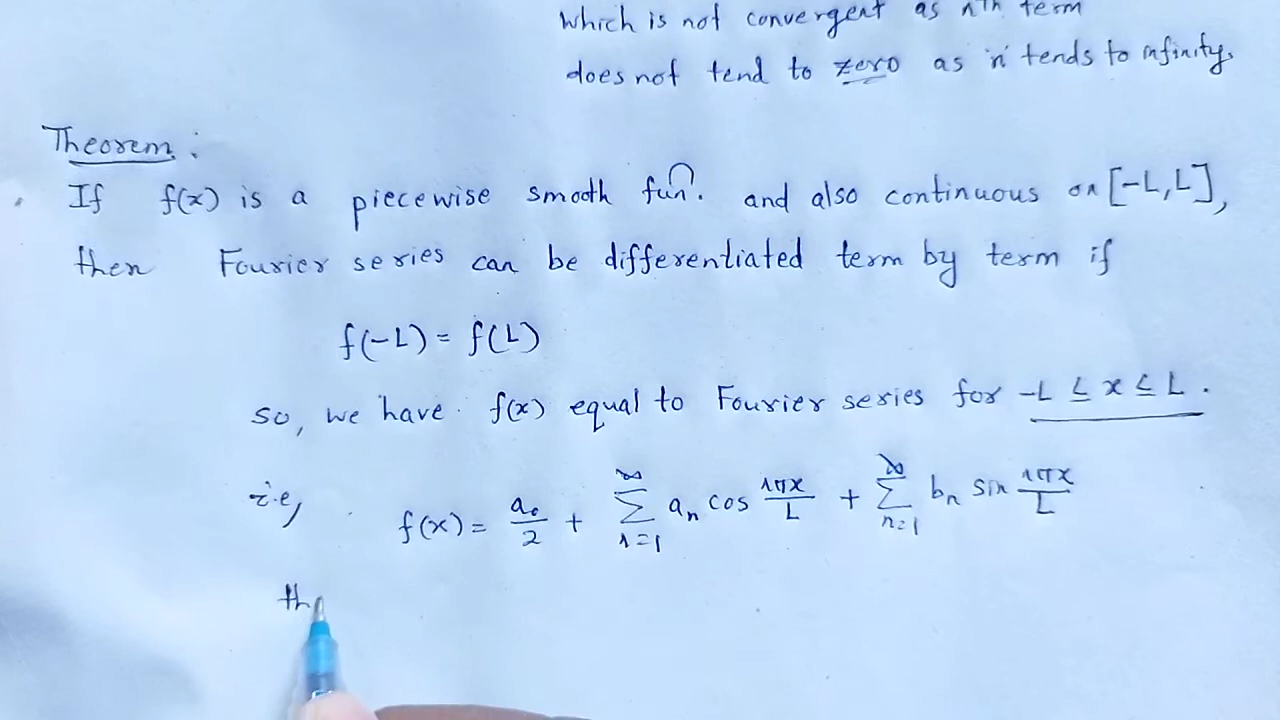 which is not convergent as nth term
does not tend to zero as 'n' tends to infinity.
Theorem :
If f(x) is a piecewise smooth fun. and also continuous on [-L, L],
then Fourier series can be differentiated term by term if
f(-L) = f(L)
so, we have f(x) equal to Fourier series for -L ≤ x ≤ L .
i.e, f(x) = a₀/2 + ∑_{n=1}^{∞} aₙ cos nπx/L + ∑_{n=1}^{∞} bₙ sin nπx/L
th